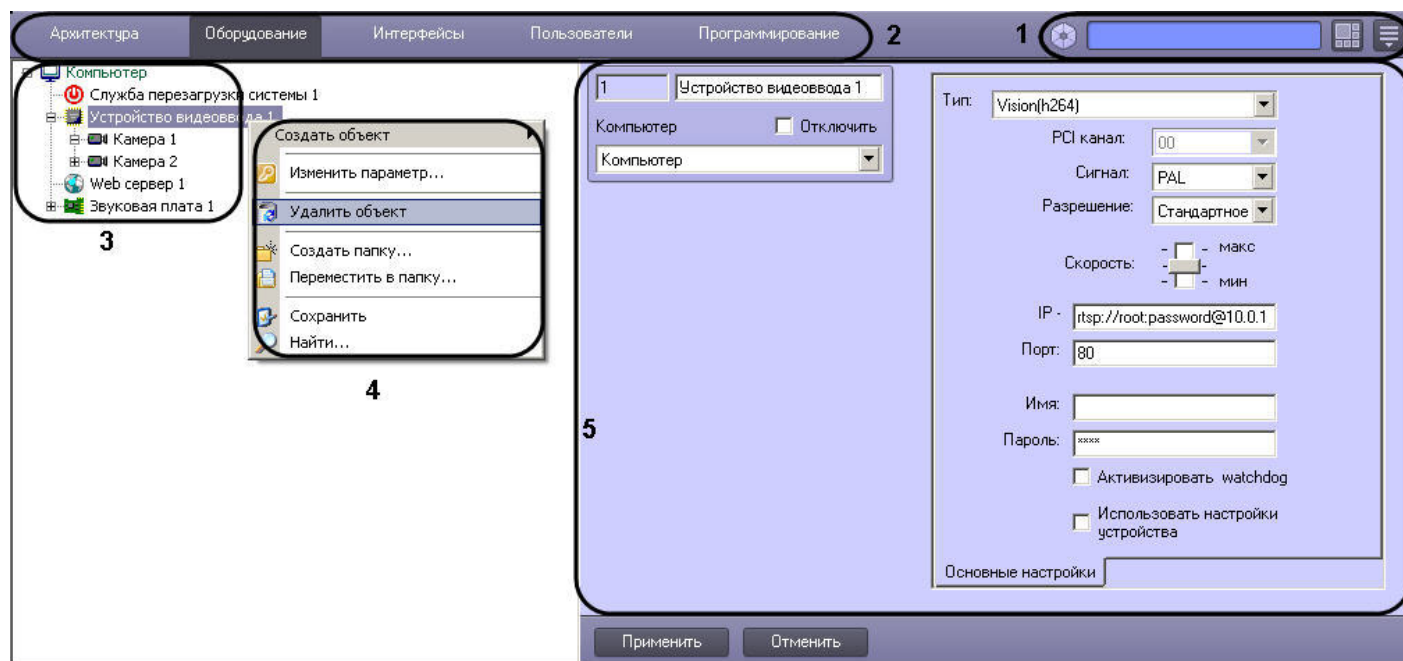 Архитектура Оборудование Интерфейсы Пользователи Программирование 2 1
Компьютер
Служба перезагрузки системы 1
Устройство видеоввода 1
Камера 1
Камера 2
Web сервер 1
Звуковая плата 1
3
Создать объект
Изменить параметр...
Удалить объект
Создать папку...
Переместить в папку...
Сохранить
Найти...
4
1 Устройство видеоввода 1
Компьютер Отключить
Компьютер
5
Тип: Vision(h264)
PCI канал: 00
Сигнал: PAL
Разрешение: Стандартное
- - макс
Скорость: - -
- - мин
IP - rtsp://root:password@10.0.1
Порт: 80
Имя:
Пароль: ****
Активизировать watchdog
Использовать настройки
устройства
Основные настройки
Применить Отменить